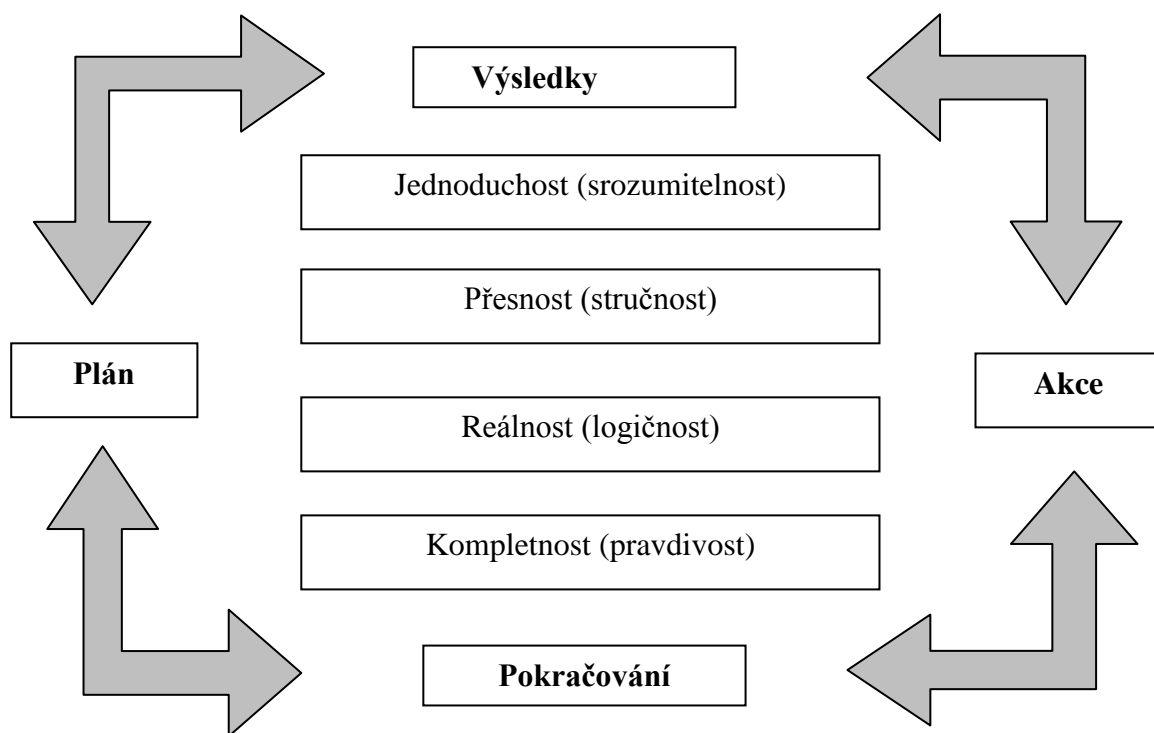 Výsledky
Jednoduchost (srozumitelnost)
Přesnost (stručnost)
Plán
Akce
Reálnost (logičnost)
Kompletnost (pravdivost)
Pokračování